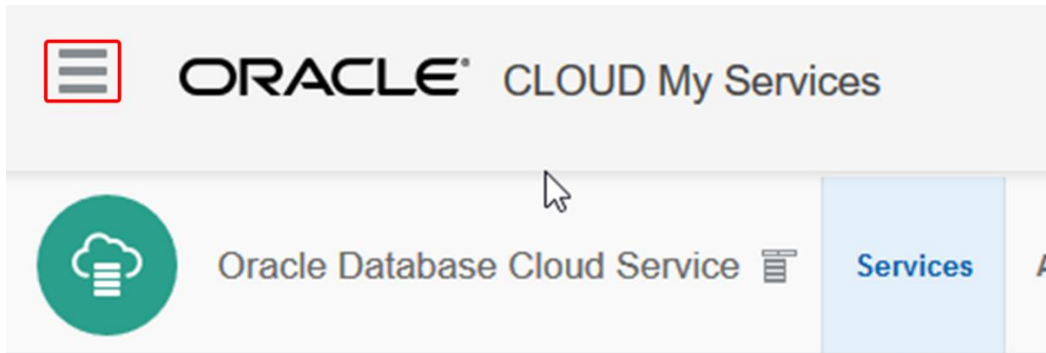 ORACLE® CLOUD My Services
Oracle Database Cloud Service Services A